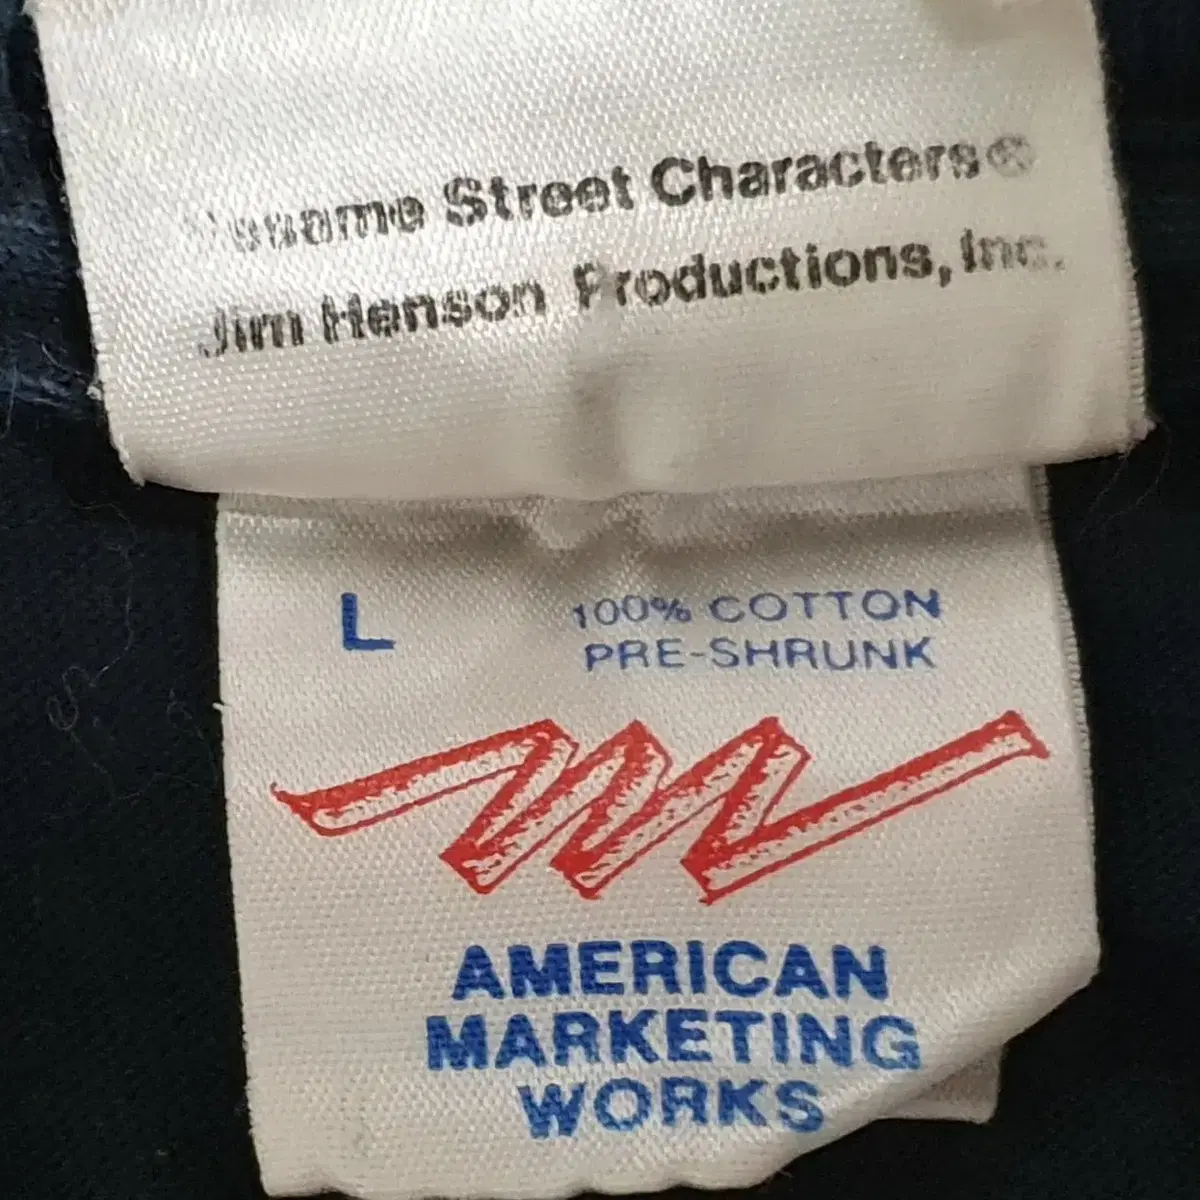 Sesame Street Characters®
Jim Henson Productions, Inc.
L
100% COTTON
PRE-SHRUNK
AMERICAN
MARKETING
WORKS